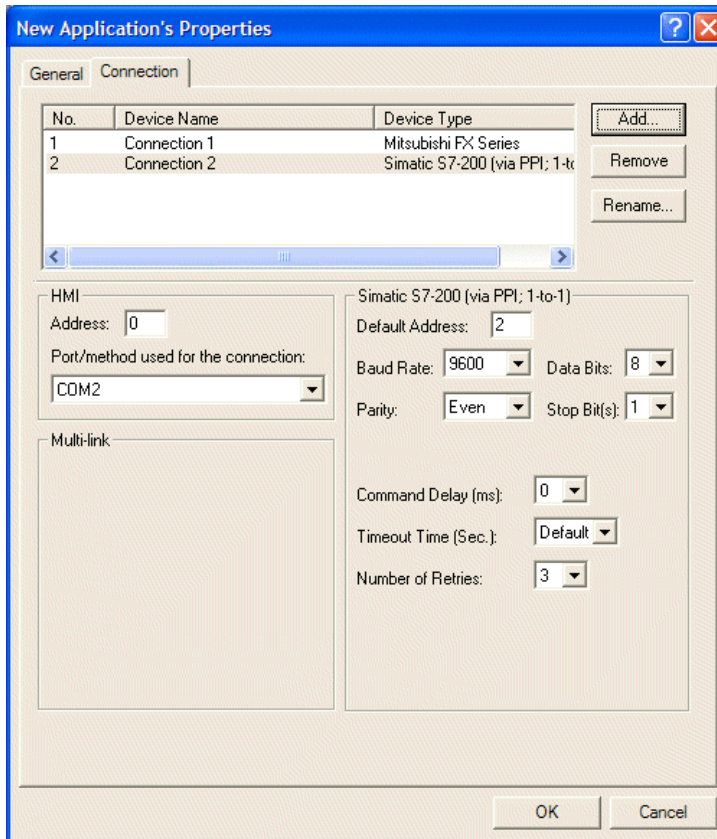 New Application's Properties
General Connection
No. Device Name Device Type
1 Connection 1 Mitsubishi FX Series
2 Connection 2 Simatic S7-200 (via PPI; 1-to
Add...
Remove
Rename...
HMI
Address: 0
Port/method used for the connection:
COM2
Multi-link
Simatic S7-200 (via PPI; 1-to-1)
Default Address: 2
Baud Rate: 9600 Data Bits: 8
Parity: Even Stop Bit(s): 1
Command Delay (ms): 0
Timeout Time (Sec.): Default
Number of Retries: 3
OK Cancel